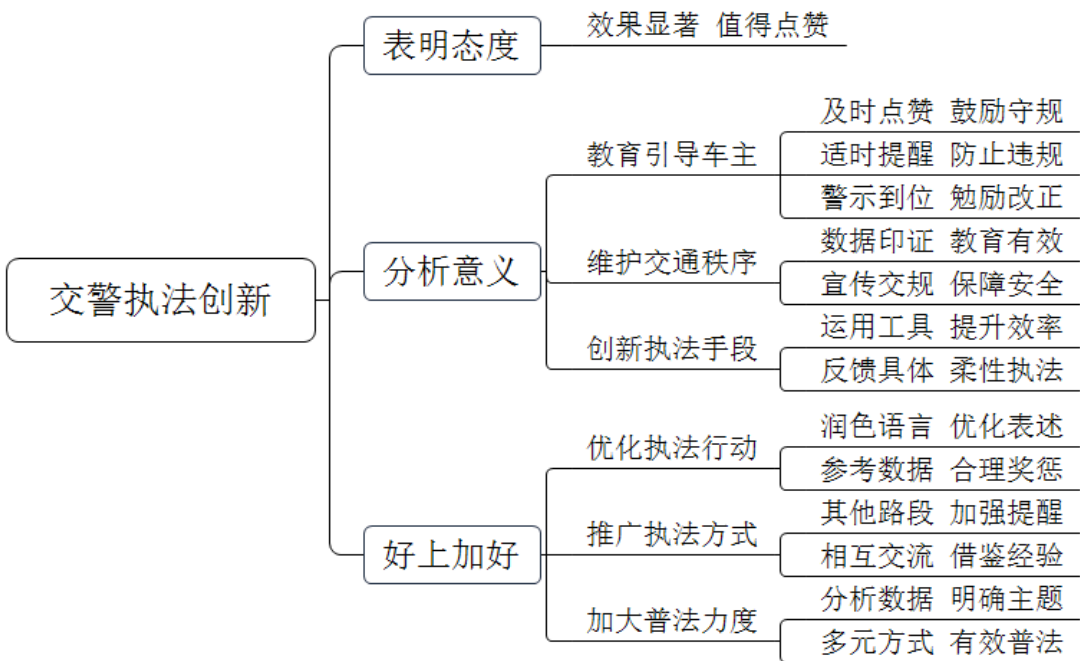 交警执法创新
表明态度
效果显著 值得点赞
分析意义
教育引导车主
及时点赞 鼓励守规
适时提醒 防止违规
警示到位 勉励改正
维护交通秩序
数据印证 教育有效
宣传交规 保障安全
创新执法手段
运用工具 提升效率
反馈具体 柔性执法
好上加好
优化执法行动
润色语言 优化表述
参考数据 合理奖惩
推广执法方式
其他路段 加强提醒
相互交流 借鉴经验
加大普法力度
分析数据 明确主题
多元方式 有效普法